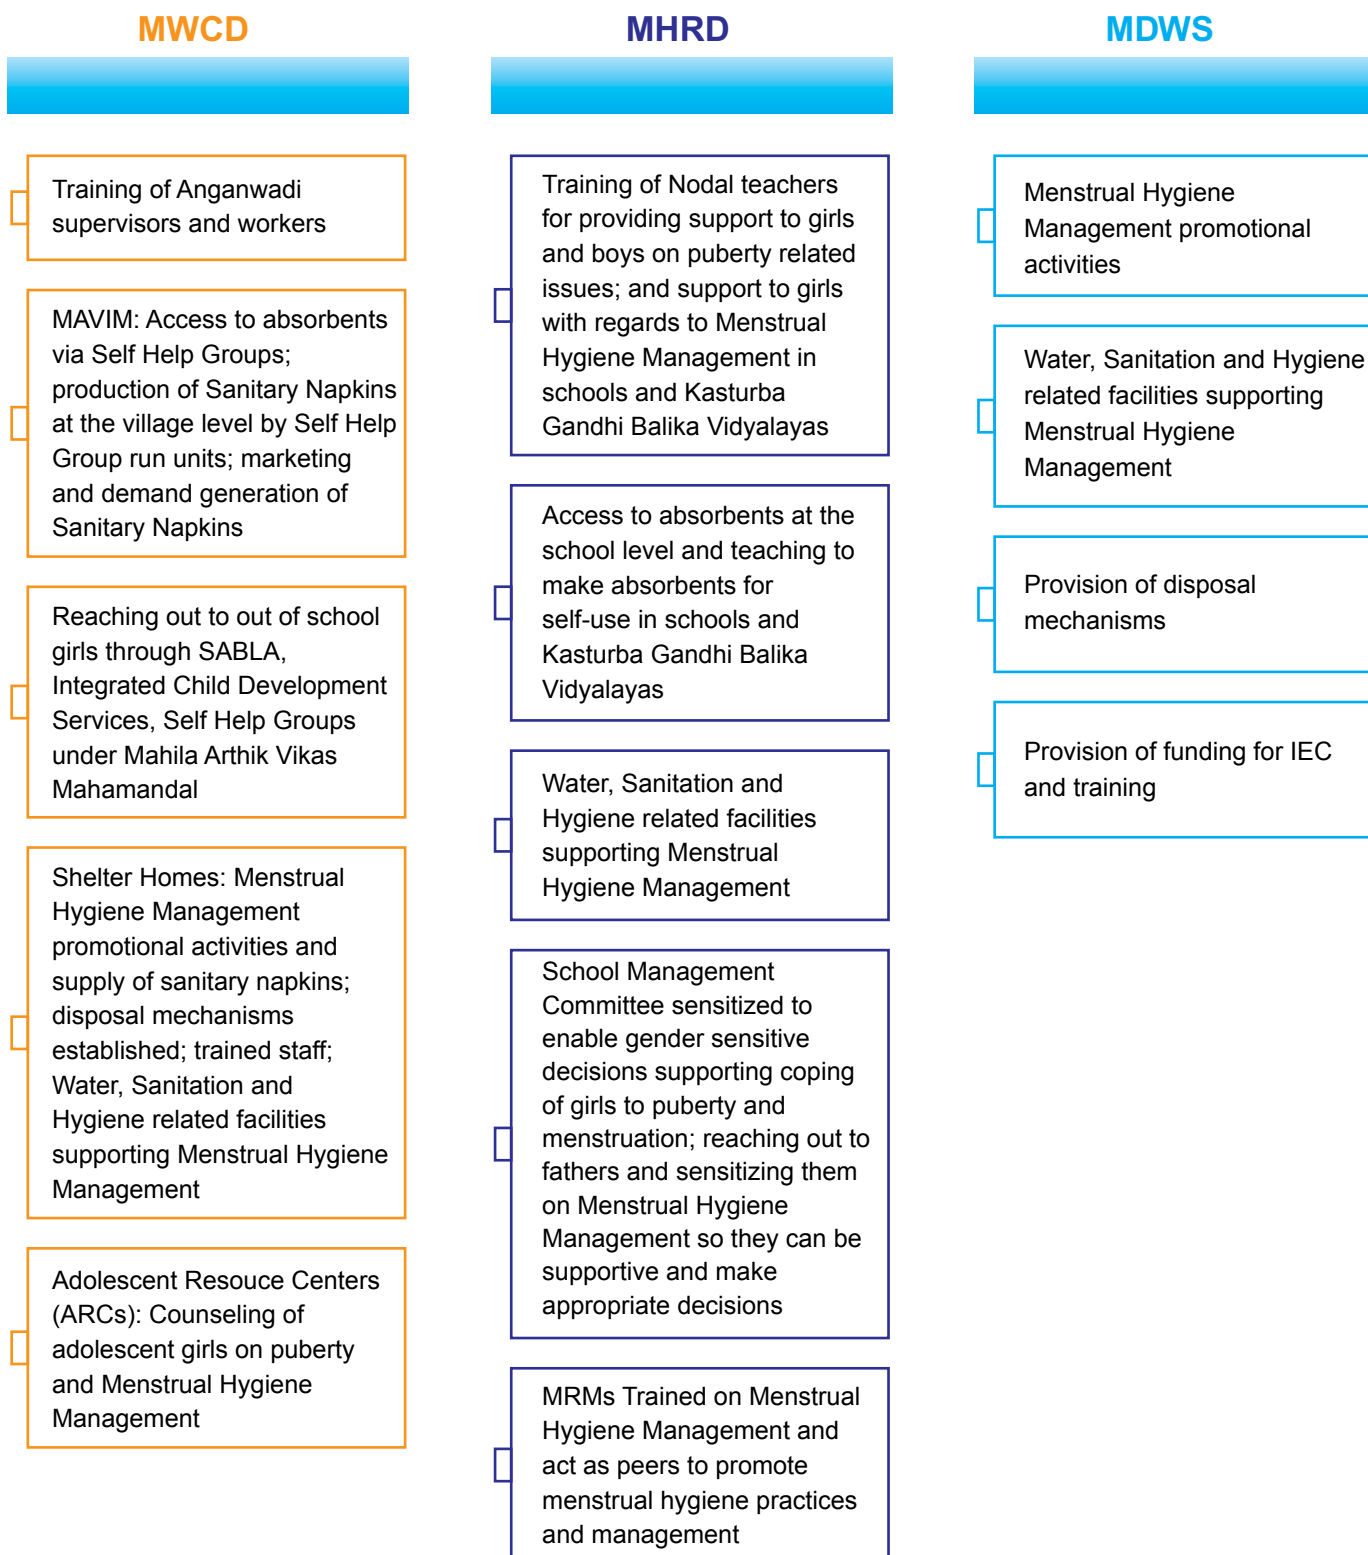 MWCD
Training of Anganwadi
supervisors and workers
MAVIM: Access to absorbents
via Self Help Groups;
production of Sanitary Napkins
at the village level by Self Help
Group run units; marketing
and demand generation of
Sanitary Napkins
Reaching out to out of school
girls through SABLA,
Integrated Child Development
Services, Self Help Groups
under Mahila Arthik Vikas
Mahamandal
Shelter Homes: Menstrual
Hygiene Management
promotional activities and
supply of sanitary napkins;
disposal mechanisms
established; trained staff;
Water, Sanitation and
Hygiene related facilities
supporting Menstrual Hygiene
Management
Adolescent Resouce Centers
(ARCs): Counseling of
adolescent girls on puberty
and Menstrual Hygiene
Management
MHRD
Training of Nodal teachers
for providing support to girls
and boys on puberty related
issues; and support to girls
with regards to Menstrual
Hygiene Management in
schools and Kasturba
Gandhi Balika Vidyalayas
Access to absorbents at the
school level and teaching to
make absorbents for
self-use in schools and
Kasturba Gandhi Balika
Vidyalayas
Water, Sanitation and
Hygiene related facilities
supporting Menstrual
Hygiene Management
School Management
Committee sensitized to
enable gender sensitive
decisions supporting coping
of girls to puberty and
menstruation; reaching out to
fathers and sensitizing them
on Menstrual Hygiene
Management so they can be
supportive and make
appropriate decisions
MRMs Trained on Menstrual
Hygiene Management and
act as peers to promote
menstrual hygiene practices
and management
MDWS
Menstrual Hygiene
Management promotional
activities
Water, Sanitation and Hygiene
related facilities supporting
Menstrual Hygiene
Management
Provision of disposal
mechanisms
Provision of funding for IEC
and training